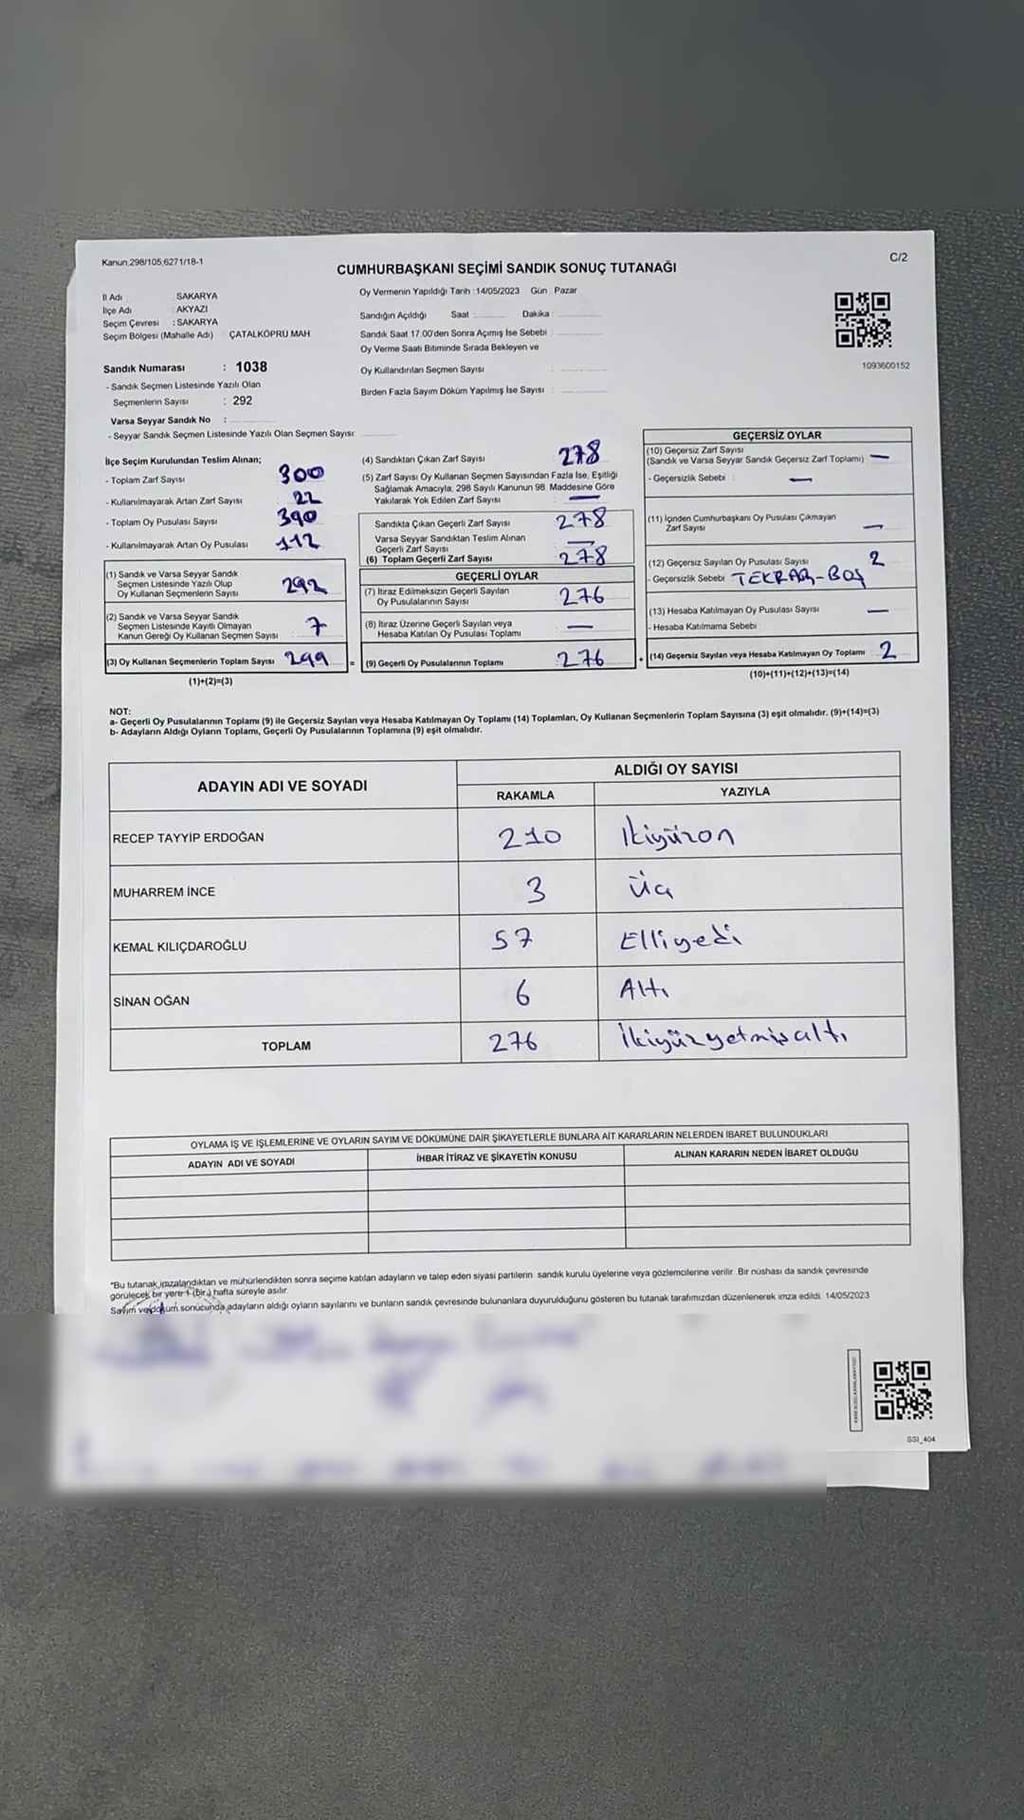 Kanun,298/105,6271/18-1
C/2
CUMHURBAŞKANI SEÇİMİ SANDIK SONUÇ TUTANAĞI
İl Adı SAKARYA
İlçe Adı AKYAZI
Seçim Çevresi : SAKARYA
Seçim Bölgesi (Mahalle Adı) ÇATALKÖPRÜ MAH
Sandık Numarası : 1038
- Sandık Seçmen Listesinde Yazılı Olan
Seçmenlerin Sayısı : 292
Varsa Seyyar Sandık No :
- Seyyar Sandık Seçmen Listesinde Yazılı Olan Seçmen Sayısı
Oy Vermenin Yapıldığı Tarih : 14/05/2023 Gün : Pazar
Sandığın Açıldığı Saat Dakika :
Sandık Saat 17.00'den Sonra Açımış İse Sebebi :
Oy Verme Saati Bitiminde Sırada Bekleyen ve
Oy Kullandırılan Seçmen Sayısı :
Birden Fazla Sayım Döküm Yapılmış İse Sayısı :
1093600152
İlçe Seçim Kurulundan Teslim Alınan;
- Toplam Zarf Sayısı 300
- Kullanılmayarak Artan Zarf Sayısı 22
- Toplam Oy Pusulası Sayısı 390
- Kullanılmayarak Artan Oy Pusulası 112
(1) Sandık ve Varsa Seyyar Sandık
Seçmen Listesinde Yazılı Olup
Oy Kullanan Seçmenlerin Sayısı 292
(2) Sandık ve Varsa Seyyar Sandık
Seçmen Listesinde Kayıtlı Olmayan
Kanun Gereği Oy Kullanan Seçmen Sayısı 7
(3) Oy Kullanan Seçmenlerin Toplam Sayısı 299 =
(1)+(2)=(3)
(4) Sandıktan Çıkan Zarf Sayısı 278
(5) Zarf Sayısı Oy Kullanan Seçmen Sayısından Fazla İse, Eşitliği
Sağlamak Amacıyla, 298 Sayılı Kanunun 98. Maddesine Göre
Yakılarak Yok Edilen Zarf Sayısı —
Sandıkta Çıkan Geçerli Zarf Sayısı 278
Varsa Seyyar Sandıktan Teslim Alınan
Geçerli Zarf Sayısı —
(6) Toplam Geçerli Zarf Sayısı 278
GEÇERLİ OYLAR
(7) İtiraz Edilmeksizin Geçerli Sayılan
Oy Pusulalarının Sayısı 276
(8) İtiraz Üzerine Geçerli Sayılan veya
Hesaba Katılan Oy Pusulası Toplamı —
(9) Geçerli Oy Pusulalarının Toplamı 276 +
GEÇERSİZ OYLAR
(10) Geçersiz Zarf Sayısı
(Sandık ve Varsa Seyyar Sandık Geçersiz Zarf Toplamı) —
- Geçersizlik Sebebi : —
(11) İçinden Cumhurbaşkanı Oy Pusulası Çıkmayan
Zarf Sayısı —
(12) Geçersiz Sayılan Oy Pusulası Sayısı 2
- Geçersizlik Sebebi TEKRAR-BOŞ
(13) Hesaba Katılmayan Oy Pusulası Sayısı —
- Hesaba Katılmama Sebebi
(14) Geçersiz Sayılan veya Hesaba Katılmayan Oy Toplamı 2
(10)+(11)+(12)+(13)=(14)
NOT:
a- Geçerli Oy Pusulalarının Toplamı (9) ile Geçersiz Sayılan veya Hesaba Katılmayan Oy Toplamı (14) Toplamları, Oy Kullanan Seçmenlerin Toplam Sayısına (3) eşit olmalıdır. (9)+(14)=(3)
b- Adayların Aldığı Oyların Toplamı, Geçerli Oy Pusulalarının Toplamına (9) eşit olmalıdır.
ADAYIN ADI VE SOYADI
ALDIĞI OY SAYISI
RAKAMLA YAZIYLA
RECEP TAYYİP ERDOĞAN 210 İkiyüzon
MUHARREM İNCE 3 Üç
KEMAL KILIÇDAROĞLU 57 Elliyedi
SİNAN OĞAN 6 Altı
TOPLAM 276 İkiyüzyetmişaltı
OYLAMA İŞ VE İŞLEMLERİNE VE OYLARIN SAYIM VE DÖKÜMÜNE DAİR ŞİKAYETLERLE BUNLARA AİT KARARLARIN NELERDEN İBARET BULUNDUKLARI
ADAYIN ADI VE SOYADI İHBAR İTİRAZ VE ŞİKAYETİN KONUSU ALINAN KARARIN NEDEN İBARET OLDUĞU
"Bu tutanak,imzalandıktan ve mühürlendikten sonra seçime katılan adayların ve talep eden siyasi partilerin sandık kurulu üyelerine veya gözlemcilerine verilir. Bir nüshası da sandık çevresinde
görülecek bir yere 1 (bir) hafta süreyle asılır.
Sayım ve döküm sonucunda adayların aldığı oyların sayılarını ve bunların sandık çevresinde bulunanlara duyurulduğunu gösteren bu tutanak tarafımızdan düzenlenerek imza edildi. 14/05/2023
SSI_404